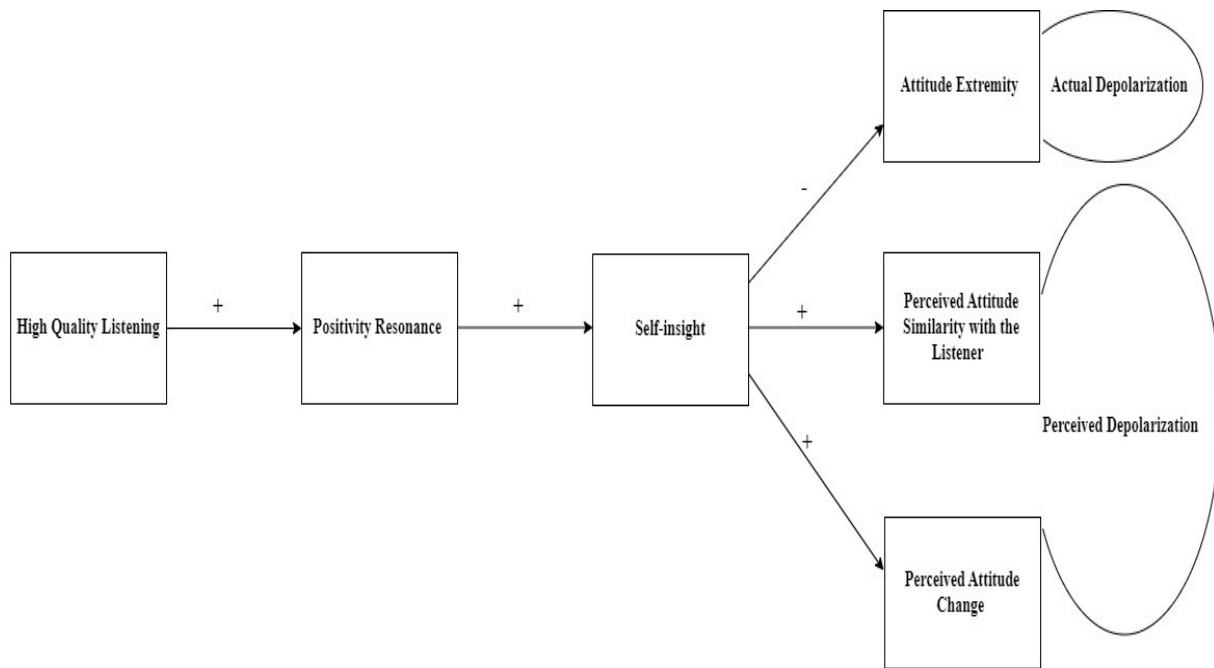 Attitude Extremity
Actual Depolarization
-
High Quality Listening
+
Positivity Resonance
+
Self-insight
+
Perceived Attitude
Similarity with the
Listener
Perceived Depolarization
+
Perceived Attitude
Change